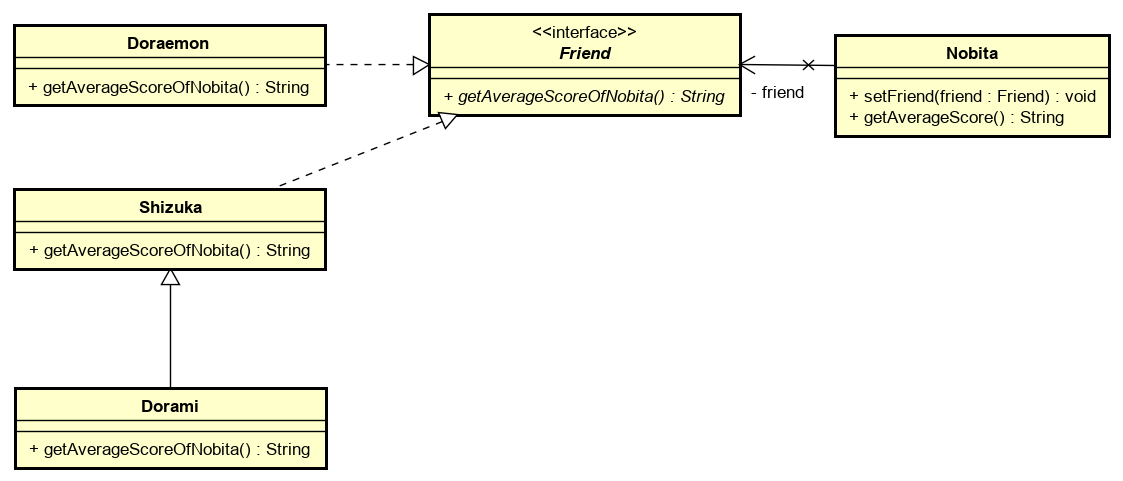 Doraemon
+ getAverageScoreOfNobita() : String
<<interface>>
Friend
+ getAverageScoreOfNobita() : String
- friend
Nobita
+ setFriend(friend : Friend) : void
+ getAverageScore() : String
Shizuka
+ getAverageScoreOfNobita() : String
Dorami
+ getAverageScoreOfNobita() : String